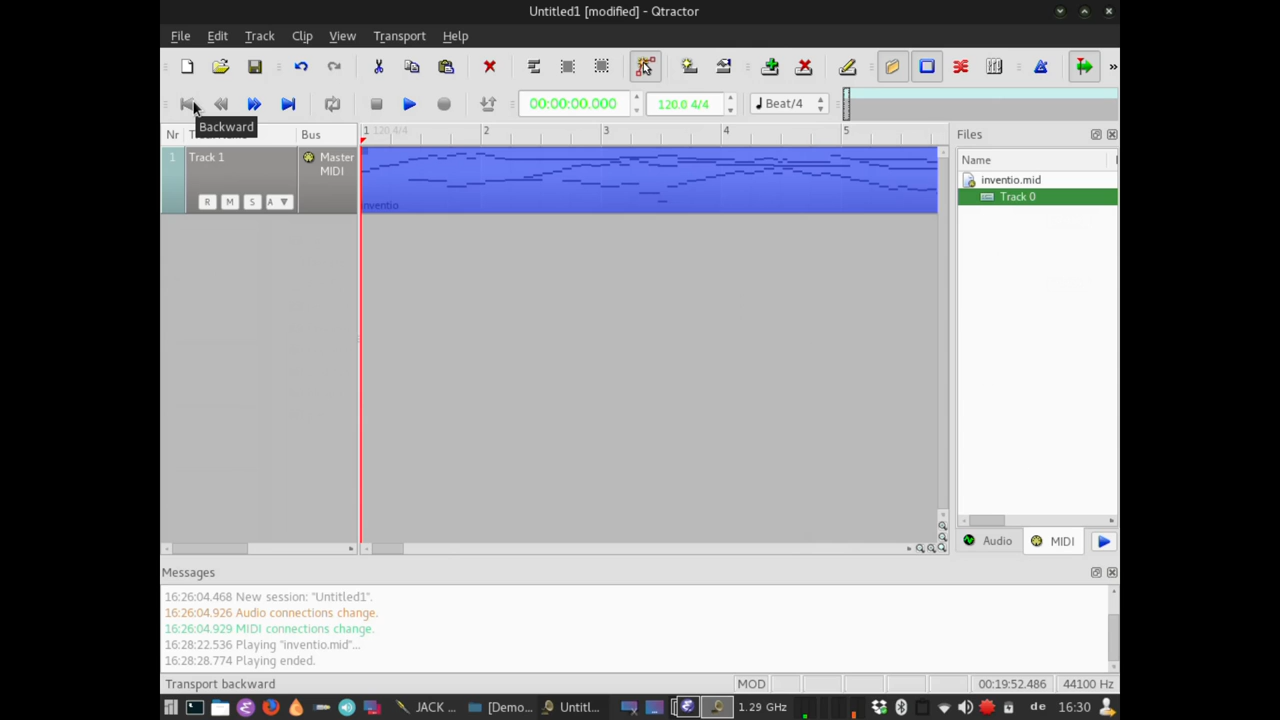 Untitled1 [modified] - Qtractor
File Edit Track Clip View Transport Help
»
00:00:00.000 120.0 4/4 Beat/4
Backward
Nr Bus 1 120 4/4 2 3 4 5 Files
1 Track 1 Master Name
MIDI
inventio.mid
Track 0
R M S A
inventio
Audio MIDI
Messages
16:26:04.468 New session: "Untitled1".
16:26:04.926 Audio connections change.
16:26:04.929 MIDI connections change.
16:28:22.536 Playing "inventio.mid"...
16:28:28.774 Playing ended.
Transport backward MOD 00:19:52.486 44100 Hz
JACK ... [Demo... Untitl... 1.29 GHz de 16:30